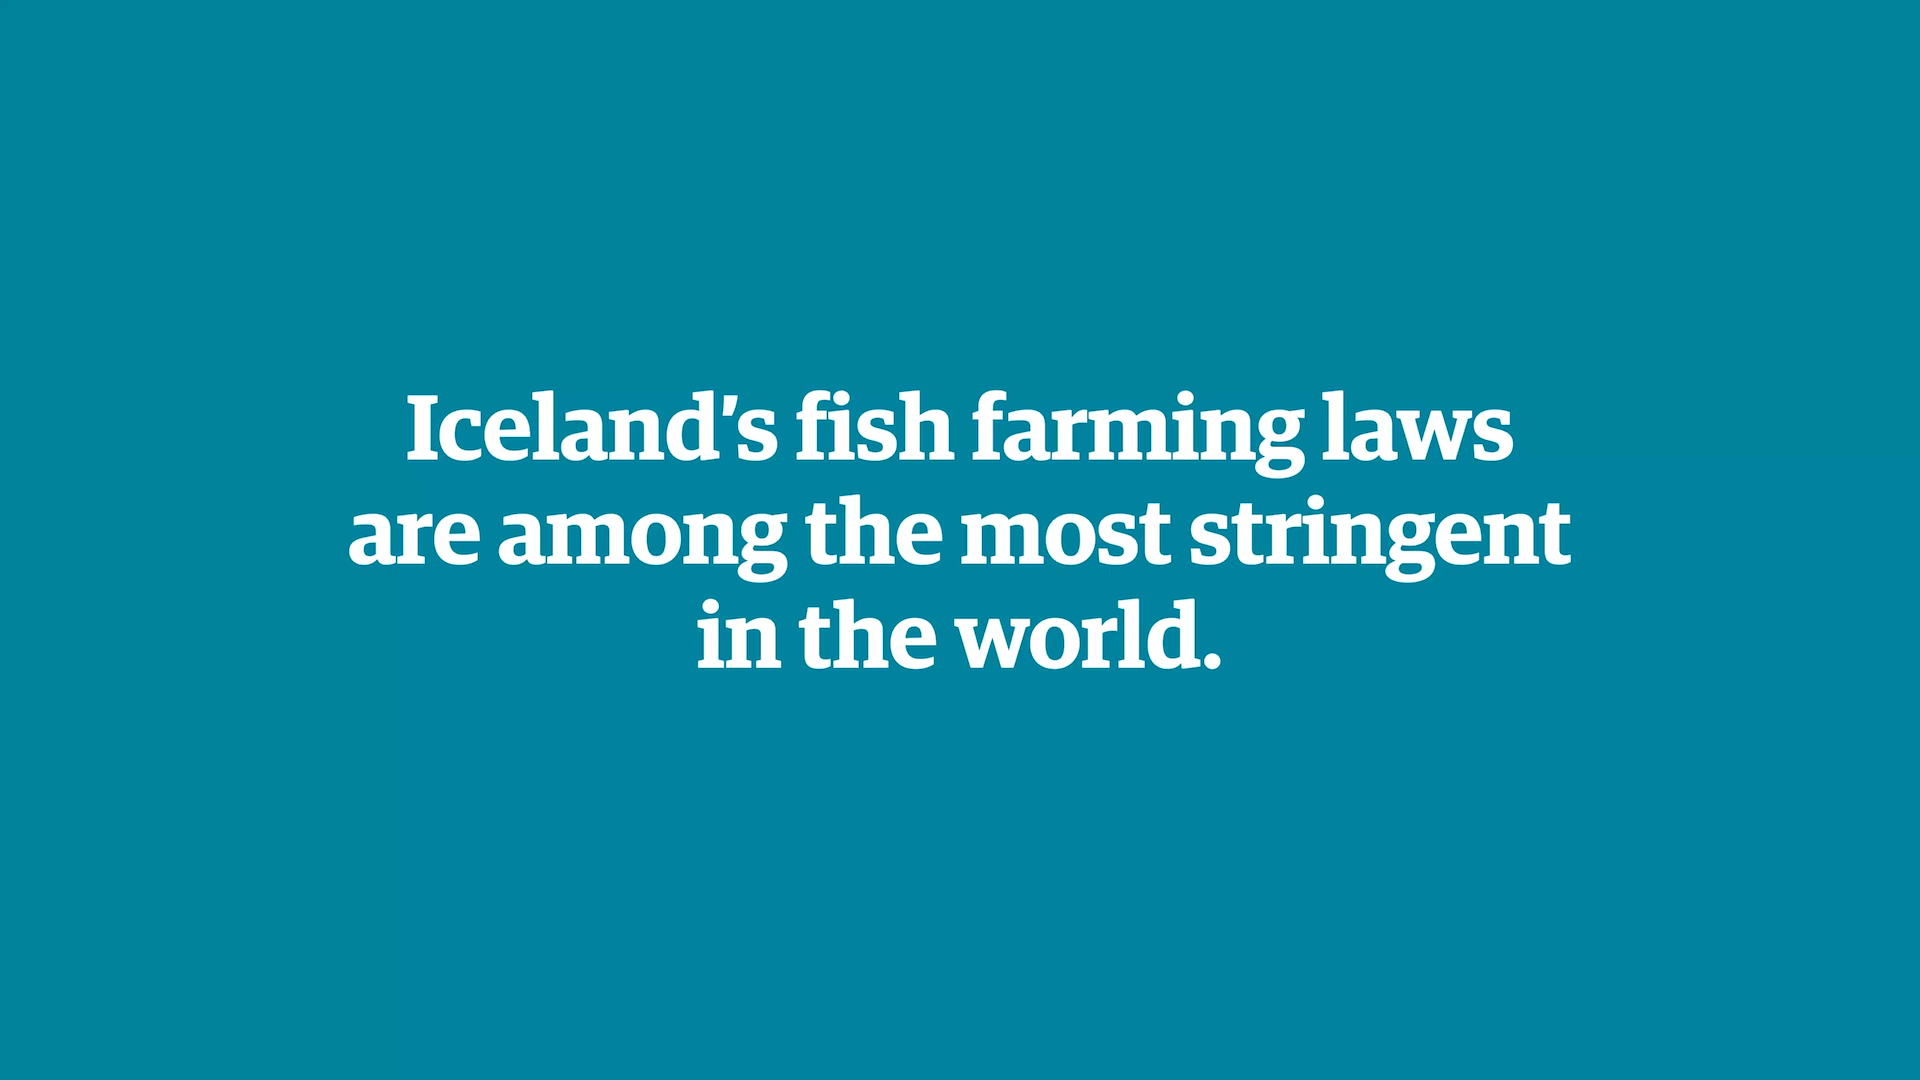 Iceland’s fish farming laws
are among the most stringent
in the world.